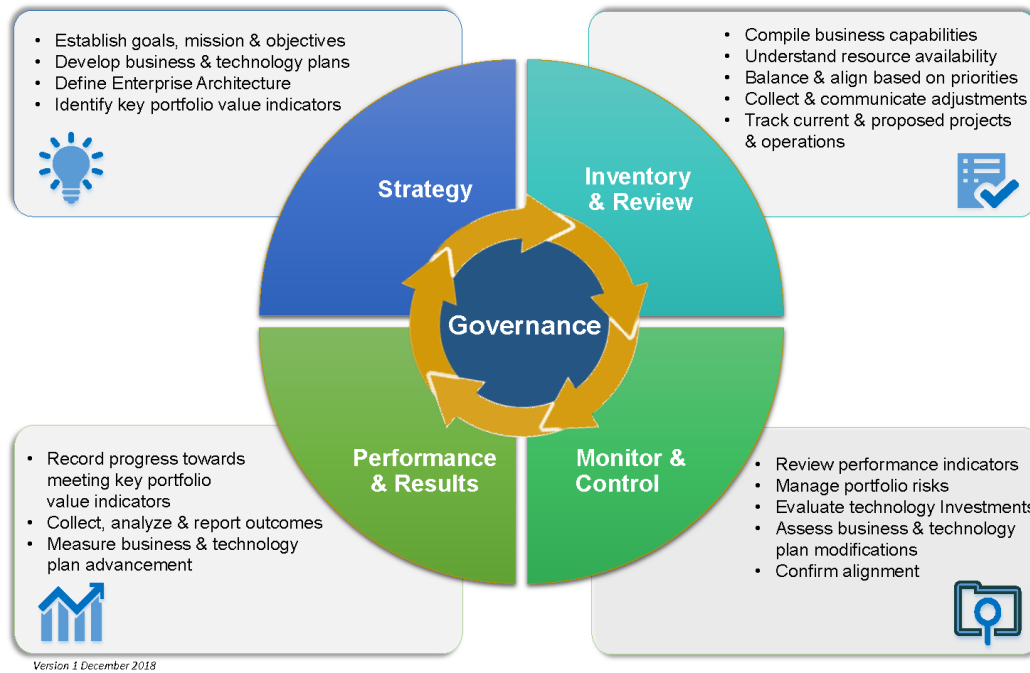 • Establish goals, mission & objectives
• Develop business & technology plans
• Define Enterprise Architecture
• Identify key portfolio value indicators
• Compile business capabilities
• Understand resource availability
• Balance & align based on priorities
• Collect & communicate adjustments
• Track current & proposed projects
& operations
Strategy
Inventory
& Review
Governance
Performance
& Results
Monitor &
Control
• Record progress towards
meeting key portfolio
value indicators
• Collect, analyze & report outcomes
• Measure business & technology
plan advancement
• Review performance indicators
• Manage portfolio risks
• Evaluate technology Investments
• Assess business & technology
plan modifications
• Confirm alignment
Version 1 December 2018